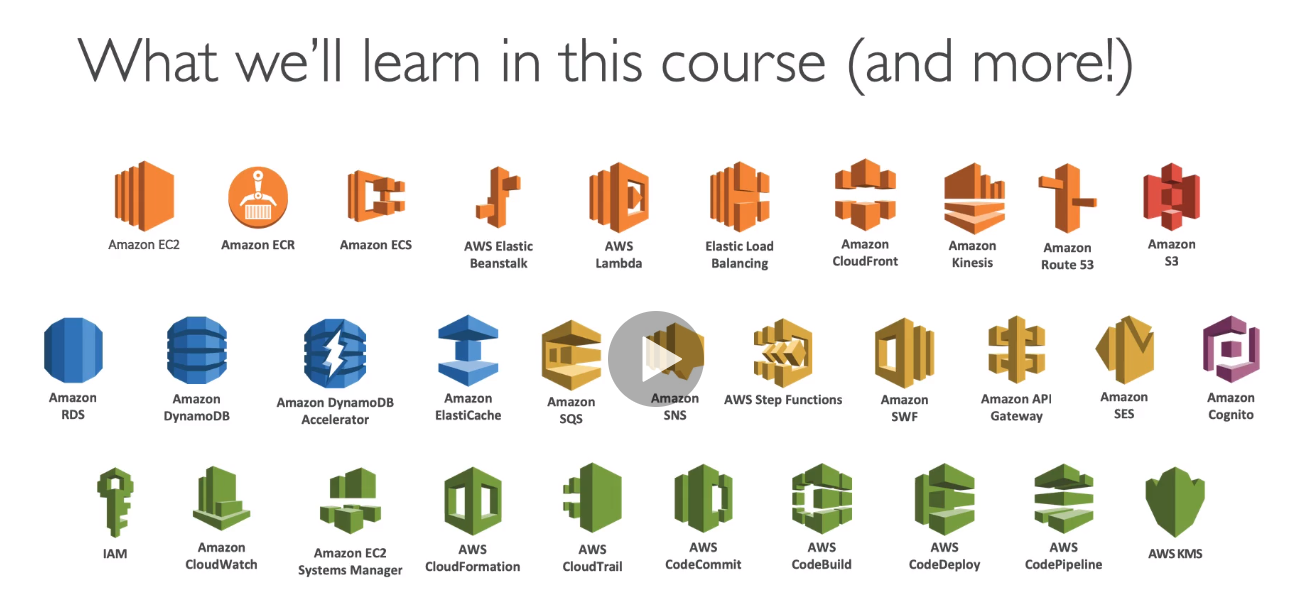 What we'll learn in this course (and more!)
Amazon EC2
Amazon ECR
Amazon ECS
AWS Elastic
Beanstalk
AWS
Lambda
Elastic Load
Balancing
Amazon
CloudFront
Amazon
Kinesis
Amazon
Route 53
Amazon
S3
Amazon
RDS
Amazon
DynamoDB
Amazon DynamoDB
Accelerator
Amazon
ElastiCache
Amazon
SQS
Amazon
SNS
AWS Step Functions
Amazon
SWF
Amazon API
Gateway
Amazon
SES
Amazon
Cognito
IAM
Amazon
CloudWatch
Amazon EC2
Systems Manager
AWS
CloudFormation
AWS
CloudTrail
AWS
CodeCommit
AWS
CodeBuild
AWS
CodeDeploy
AWS
CodePipeline
AWS KMS